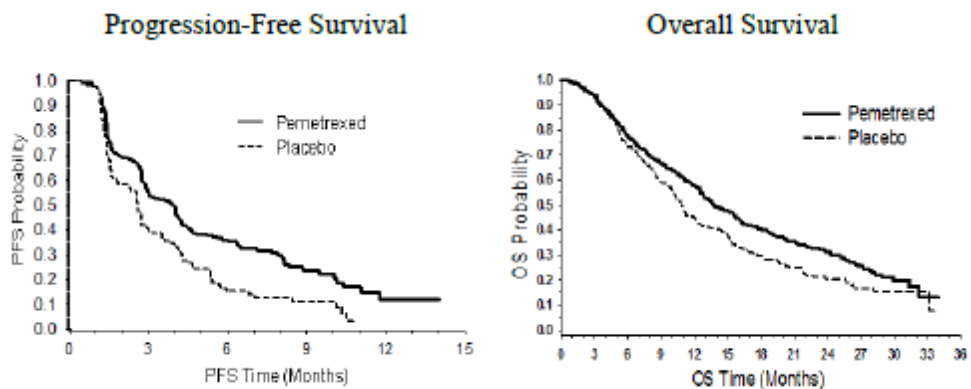 Progression-Free Survival
Overall Survival
1.0
0.9
0.8
0.7
0.6
0.5
0.4
0.3
0.2
0.1
0.0
PFS Probability
Pemetrexed
Placebo
0 3 6 9 12 15
PFS Time (Months)
1.0
0.9
0.8
0.7
0.6
0.5
0.4
0.3
0.2
0.1
0.0
OS Probability
Pemetrexed
Placebo
0 3 6 9 12 15 18 21 24 27 30 33 36
OS Time (Months)